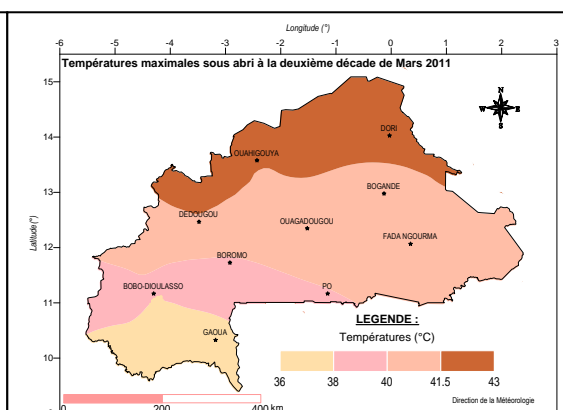 Longitude (°)
-6 -5 -4 -3 -2 -1 0 1 2 3
Températures maximales sous abri à la deuxième décade de Mars 2011
15
N
W E
S
14
DORI
OUAHIGOUYA
13
BOGANDE
DEDOUGOU
OUAGADOUGOU
FADA NGOURMA
Latitude (°)
12
BOROMO
BOBO-DIOULASSO
PO
11
LEGENDE :
Températures (°C)
GAOUA
10
36 38 40 41.5 43
Direction de la Météorologie
0 200 400 km